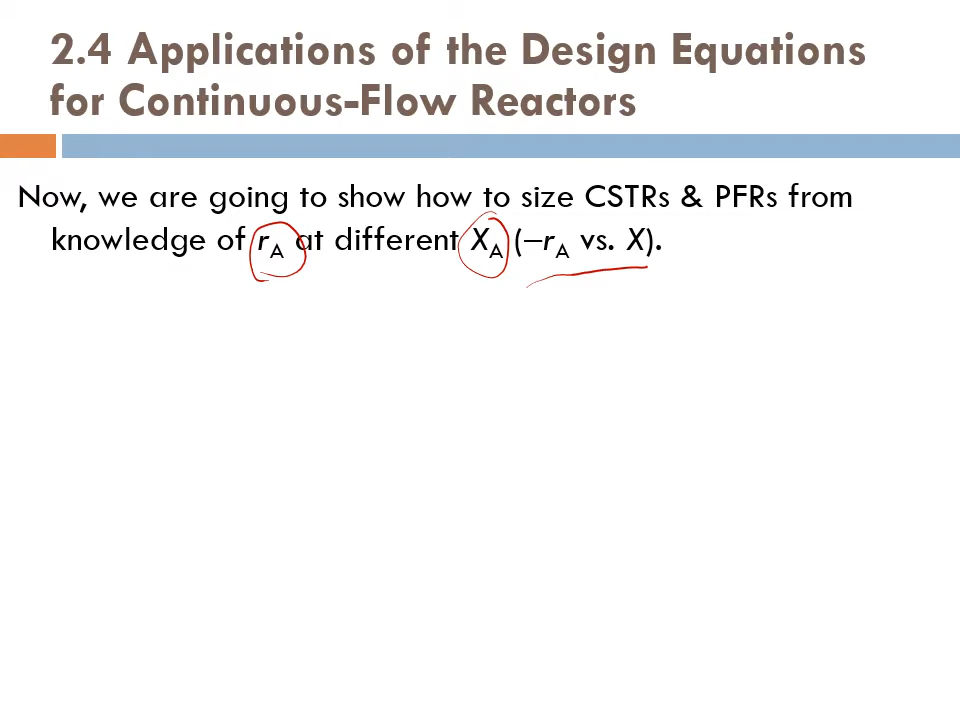 2.4 Applications of the Design Equations
for Continuous-Flow Reactors
Now, we are going to show how to size CSTRs & PFRs from
knowledge of rA at different XA (–rA vs. X).